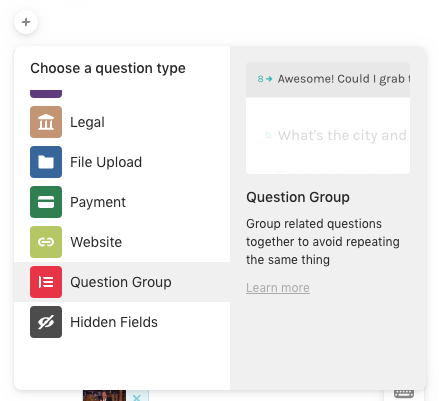 Choose a question type
Legal
File Upload
Payment
Website
Question Group
Hidden Fields
8→ Awesome! Could I grab
What's the city and
Question Group
Group related questions
together to avoid repeating
the same thing
Learn more